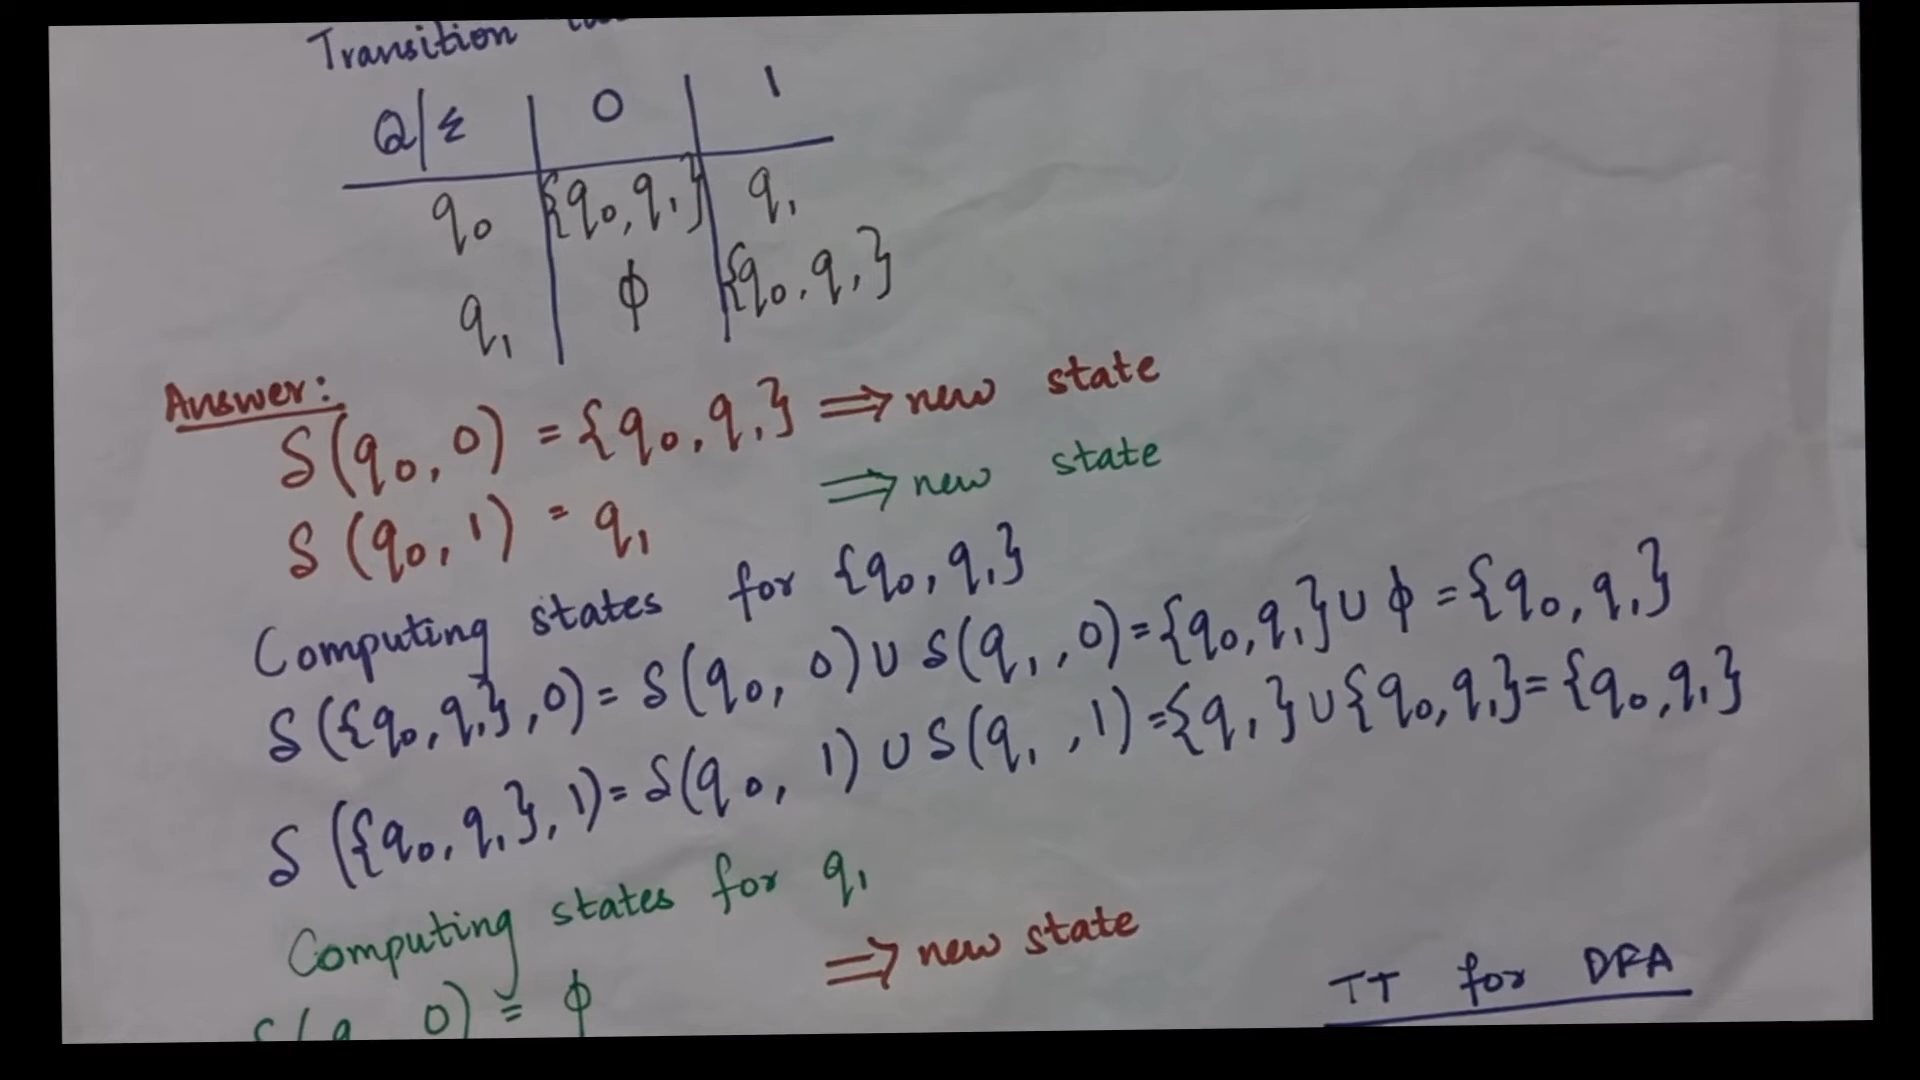 Transition
Q/Σ 0 1
q0 {q0,q1} q1
q1 ϕ {q0,q1}
Answer:
δ(q0,0) = {q0,q1} ⟹ new state
δ(q0,1) = q1 ⟹ new state
Computing states for {q0,q1}
δ({q0,q1},0) = δ(q0,0) ∪ δ(q1,0) = {q0,q1} ∪ ϕ = {q0,q1}
δ({q0,q1},1) = δ(q0,1) ∪ δ(q1,1) = {q1} ∪ {q0,q1} = {q0,q1}
Computing states for q1
0) = ϕ ⟹ new state
TT for DFA